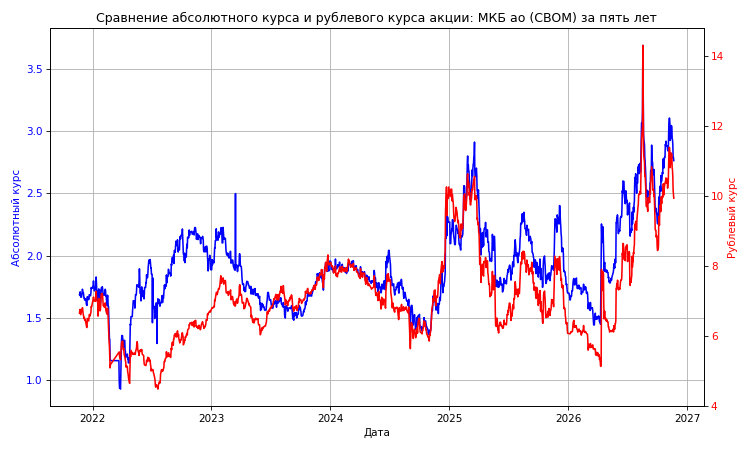 Сравнение абсолютного курса и рублевого курса акции: МКБ ао (CBOM) за пять лет
3.5
3.0
2.5
2.0
1.5
1.0
Абсолютный курс
14
12
10
8
6
4
Рублевый курс
2022 2023 2024 2025 2026 2027
Дата